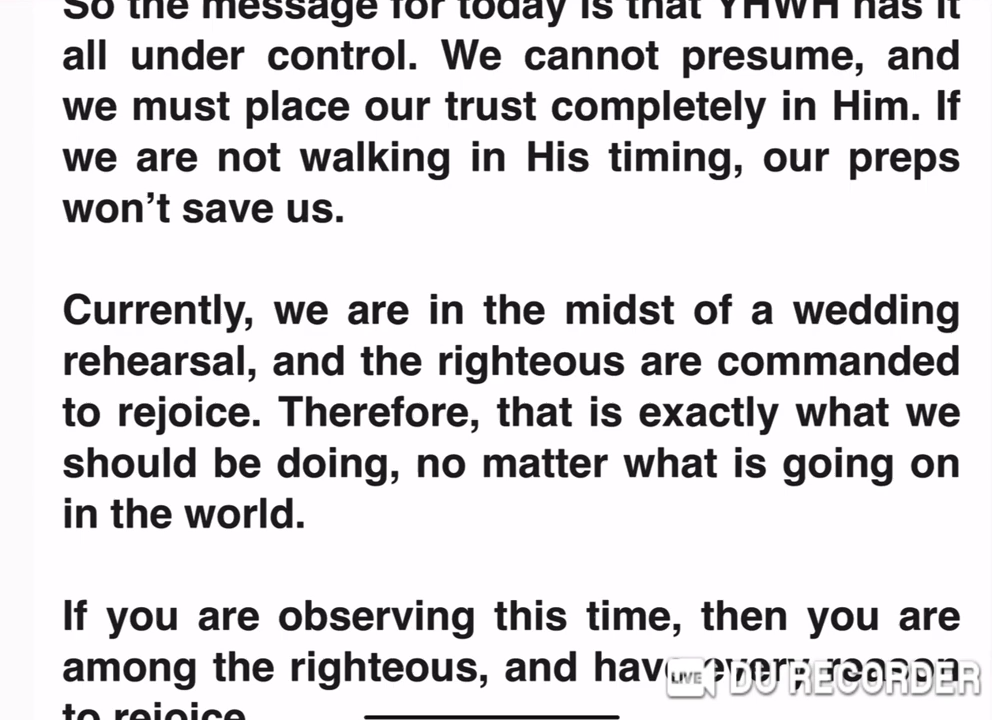 So the message for today is that YHWH has it
all under control. We cannot presume, and
we must place our trust completely in Him. If
we are not walking in His timing, our preps
won’t save us.
Currently, we are in the midst of a wedding
rehearsal, and the righteous are commanded
to rejoice. Therefore, that is exactly what we
should be doing, no matter what is going on
in the world.
If you are observing this time, then you are
among the righteous, and have every reason
to rejoice
LIVE DU RECORDER